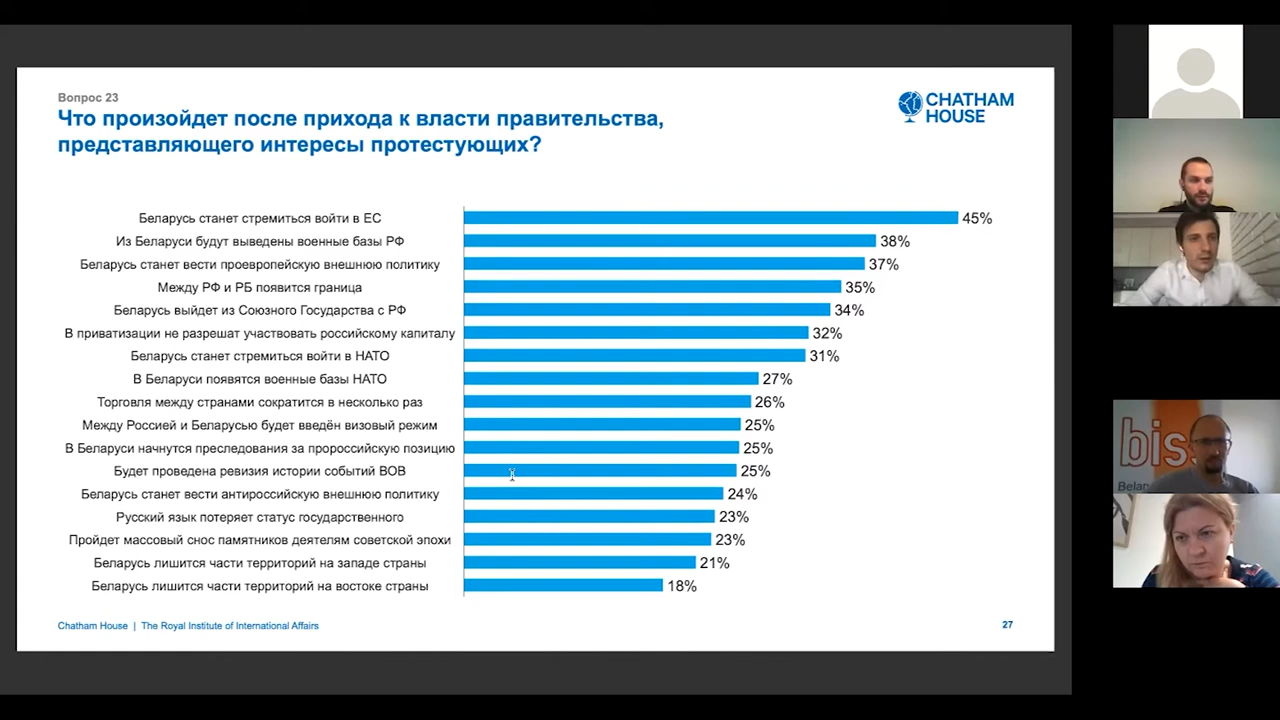 Вопрос 23
Что произойдет после прихода к власти правительства,
представляющего интересы протестующих?
CHATHAM
HOUSE
Беларусь станет стремиться войти в ЕС 45%
Из Беларуси будут выведены военные базы РФ 38%
Беларусь станет вести проевропейскую внешнюю политику 37%
Между РФ и РБ появится граница 35%
Беларусь выйдет из Союзного Государства с РФ 34%
В приватизации не разрешат участвовать российскому капиталу 32%
Беларусь станет стремиться войти в НАТО 31%
В Беларуси появятся военные базы НАТО 27%
Торговля между странами сократится в несколько раз 26%
Между Россией и Беларусью будет введён визовый режим 25%
В Беларуси начнутся преследования за пророссийскую позицию 25%
Будет проведена ревизия истории событий ВОВ 25%
Беларусь станет вести антироссийскую внешнюю политику 24%
Русский язык потеряет статус государственного 23%
Пройдет массовый снос памятников деятелям советской эпохи 23%
Беларусь лишится части территорий на западе страны 21%
Беларусь лишится части территорий на востоке страны 18%
Chatham House | The Royal Institute of International Affairs
27
biss